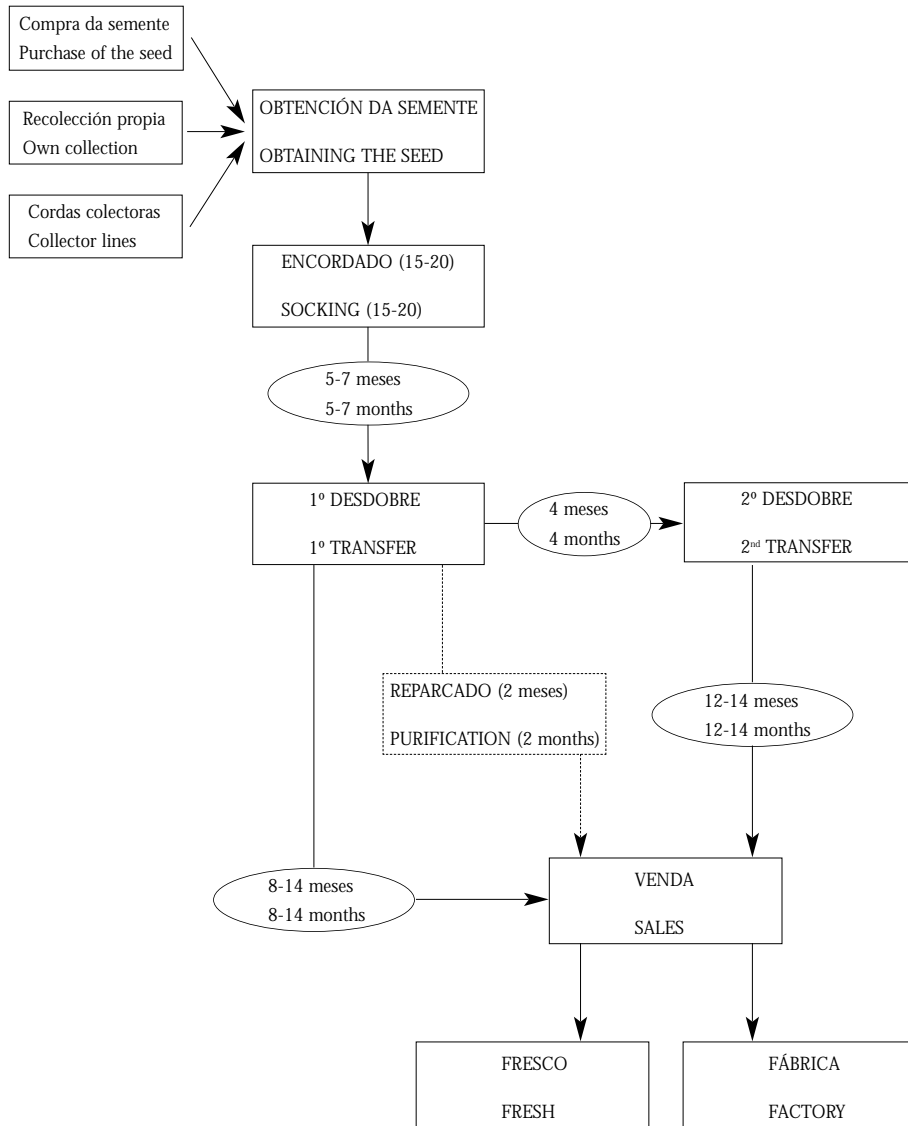 Compra da semente
Purchase of the seed
Recolección propia
Own collection
Cordas colectoras
Collector lines
OBTENCIÓN DA SEMENTE
OBTAINING THE SEED
ENCORDADO (15-20)
SOCKING (15-20)
5-7 meses
5-7 months
1º DESDOBRE
1º TRANSFER
4 meses
4 months
2º DESDOBRE
2nd TRANSFER
REPARCADO (2 meses)
PURIFICATION (2 months)
12-14 meses
12-14 months
8-14 meses
8-14 months
VENDA
SALES
FRESCO
FRESH
FÁBRICA
FACTORY